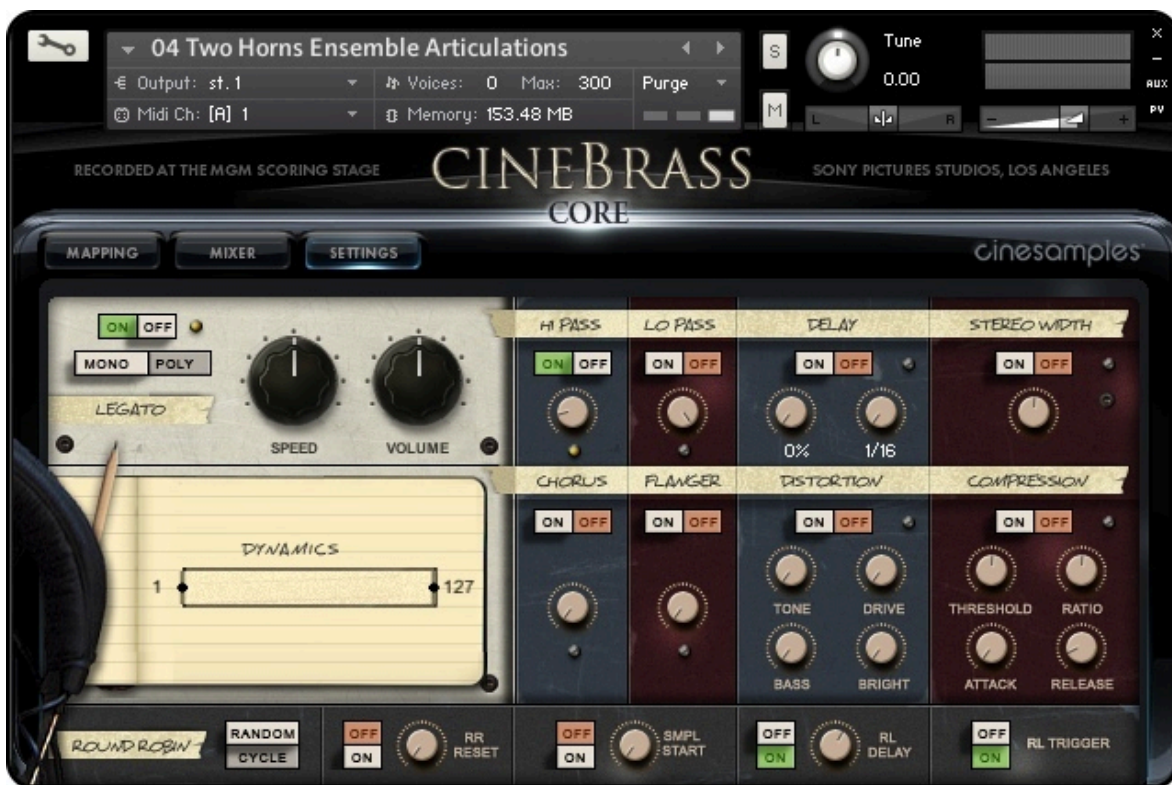 04 Two Horns Ensemble Articulations
S
Tune
0.00
×
–
AUX
PV
Output: st. 1
Voices: 0 Max: 300
Purge
Midi Ch: [A] 1
Memory: 153.48 MB
M
L R
– +
RECORDED AT THE MGM SCORING STAGE
CINEBRASS
CORE
SONY PICTURES STUDIOS, LOS ANGELES
MAPPING MIXER SETTINGS
cinesamples
ON OFF
MONO POLY
LEGATO
SPEED VOLUME
HI PASS LO PASS DELAY STEREO WIDTH
ON OFF ON OFF ON OFF ON OFF
0% 1/16
CHORUS FLANGER DISTORTION COMPRESSION
ON OFF ON OFF ON OFF ON OFF
TONE DRIVE THRESHOLD RATIO
BASS BRIGHT ATTACK RELEASE
DYNAMICS
1 127
ROUND ROBIN
RANDOM
CYCLE
OFF
ON
RR
RESET
OFF
ON
SMPL
START
OFF
ON
RL
DELAY
OFF
ON
RL TRIGGER